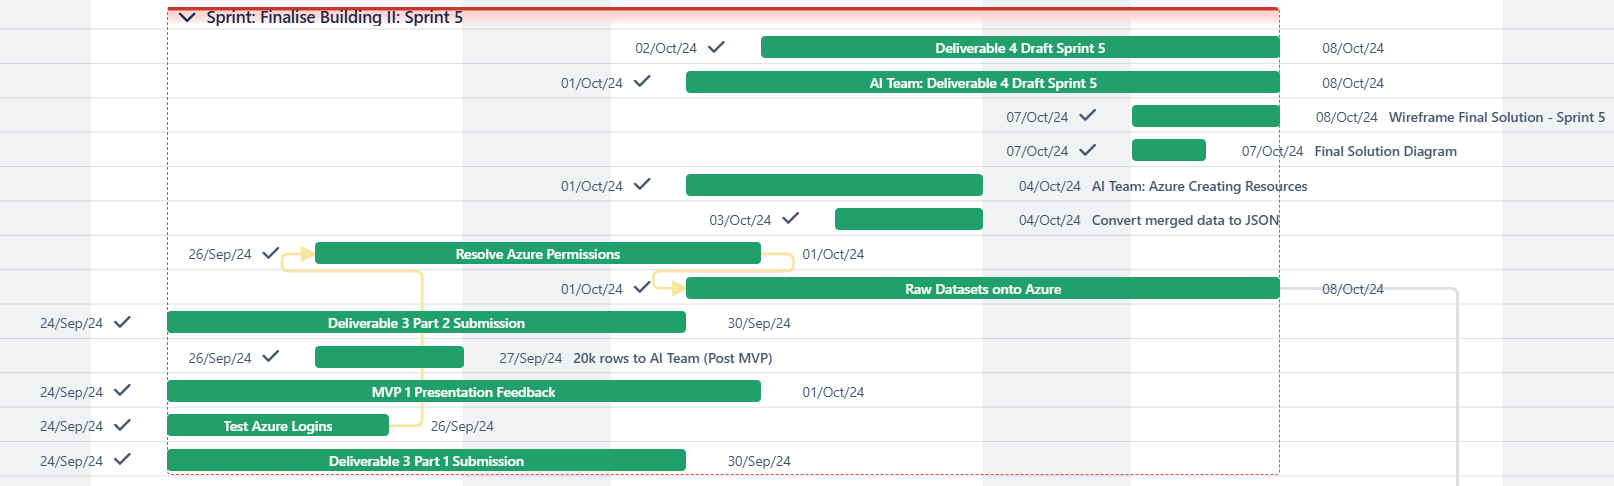 Sprint: Finalise Building II: Sprint 5
02/Oct/24 Deliverable 4 Draft Sprint 5 08/Oct/24
01/Oct/24 AI Team: Deliverable 4 Draft Sprint 5 08/Oct/24
07/Oct/24 08/Oct/24 Wireframe Final Solution - Sprint 5
07/Oct/24 07/Oct/24 Final Solution Diagram
01/Oct/24 04/Oct/24 AI Team: Azure Creating Resources
03/Oct/24 04/Oct/24 Convert merged data to JSON
26/Sep/24 Resolve Azure Permissions 01/Oct/24
01/Oct/24 Raw Datasets onto Azure 08/Oct/24
24/Sep/24 Deliverable 3 Part 2 Submission 30/Sep/24
26/Sep/24 27/Sep/24 20k rows to AI Team (Post MVP)
24/Sep/24 MVP 1 Presentation Feedback 01/Oct/24
24/Sep/24 Test Azure Logins 26/Sep/24
24/Sep/24 Deliverable 3 Part 1 Submission 30/Sep/24